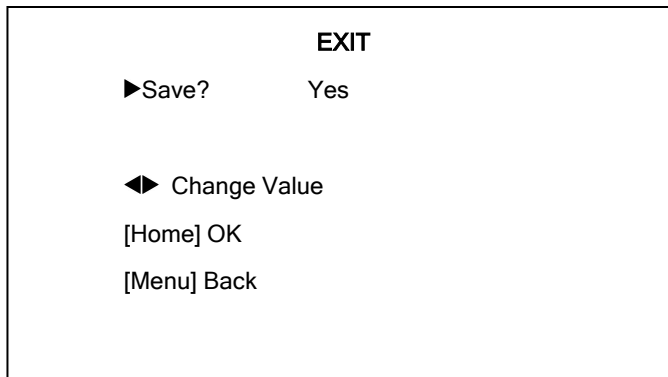 EXIT
▶Save? Yes
◀▶ Change Value
[Home] OK
[Menu] Back